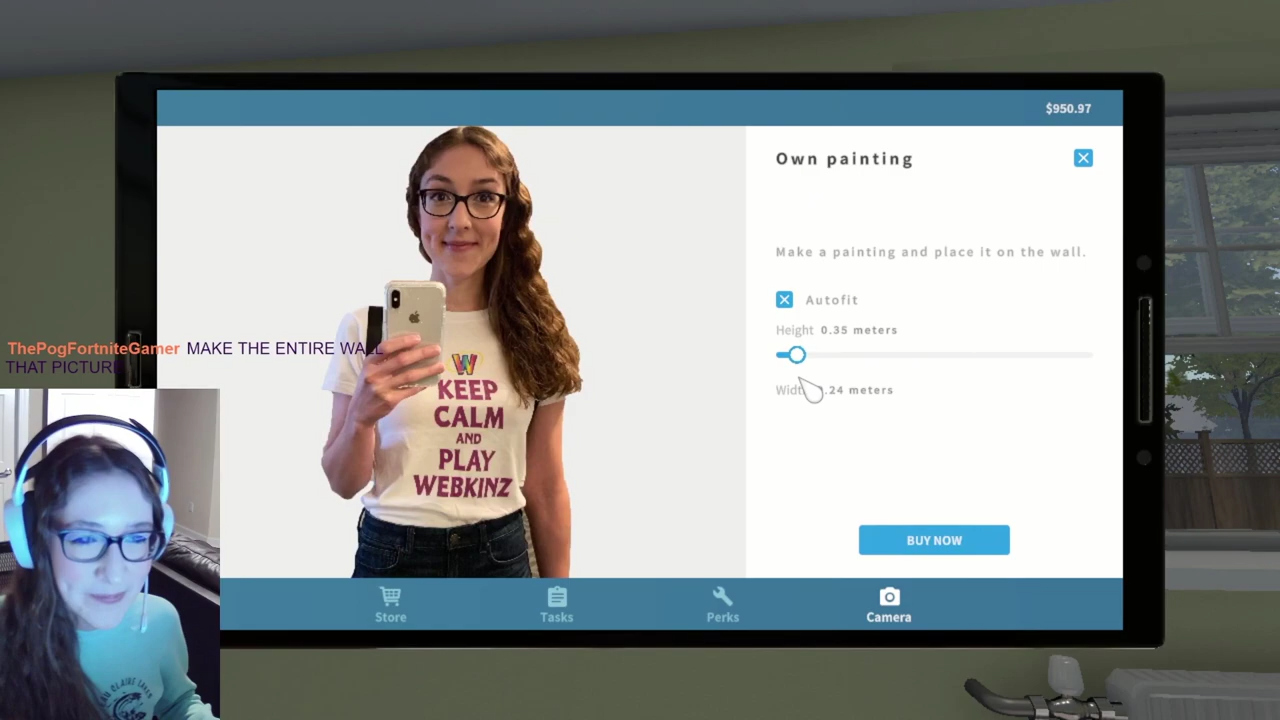 $950.97
Own painting
Make a painting and place it on the wall.
Autofit
Height 0.35 meters
ThePogFortniteGamer MAKE THE ENTIRE WALL
THAT PICTURE
.24 meters
W
KEEP
CALM
AND
PLAY
WEBKINZ
BUY NOW
Store
Tasks
Perks
Camera